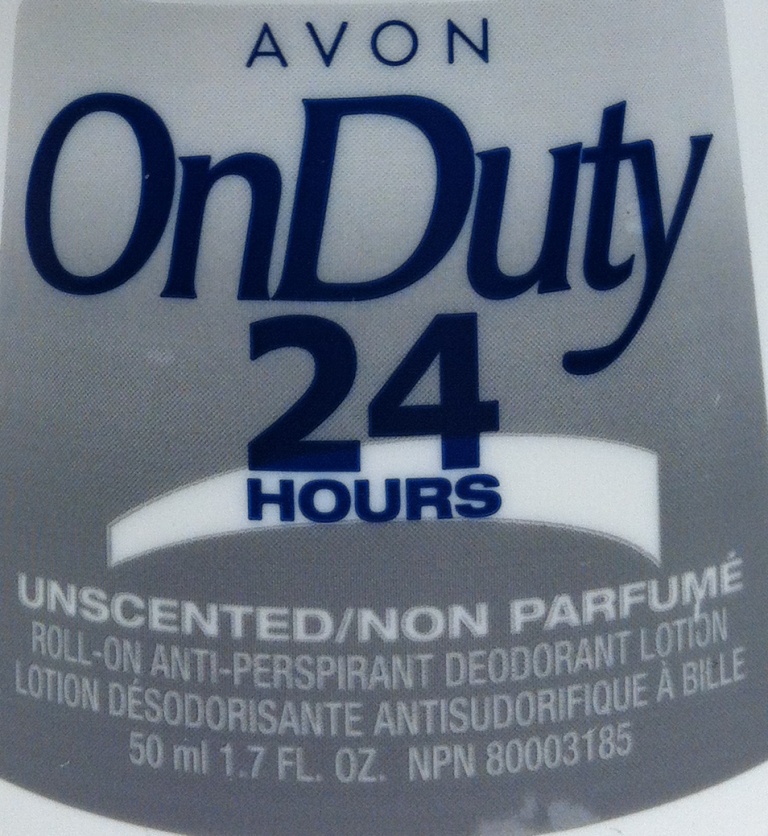 AVON
OnDuty
24
HOURS
UNSCENTED/NON PARFUMÉ
ROLL-ON ANTI-PERSPIRANT DEODORANT LOTION
LOTION DÉSODORISANTE ANTISUDORIFIQUE À BILLE
50 ml 1.7 FL. OZ. NPN 80003185